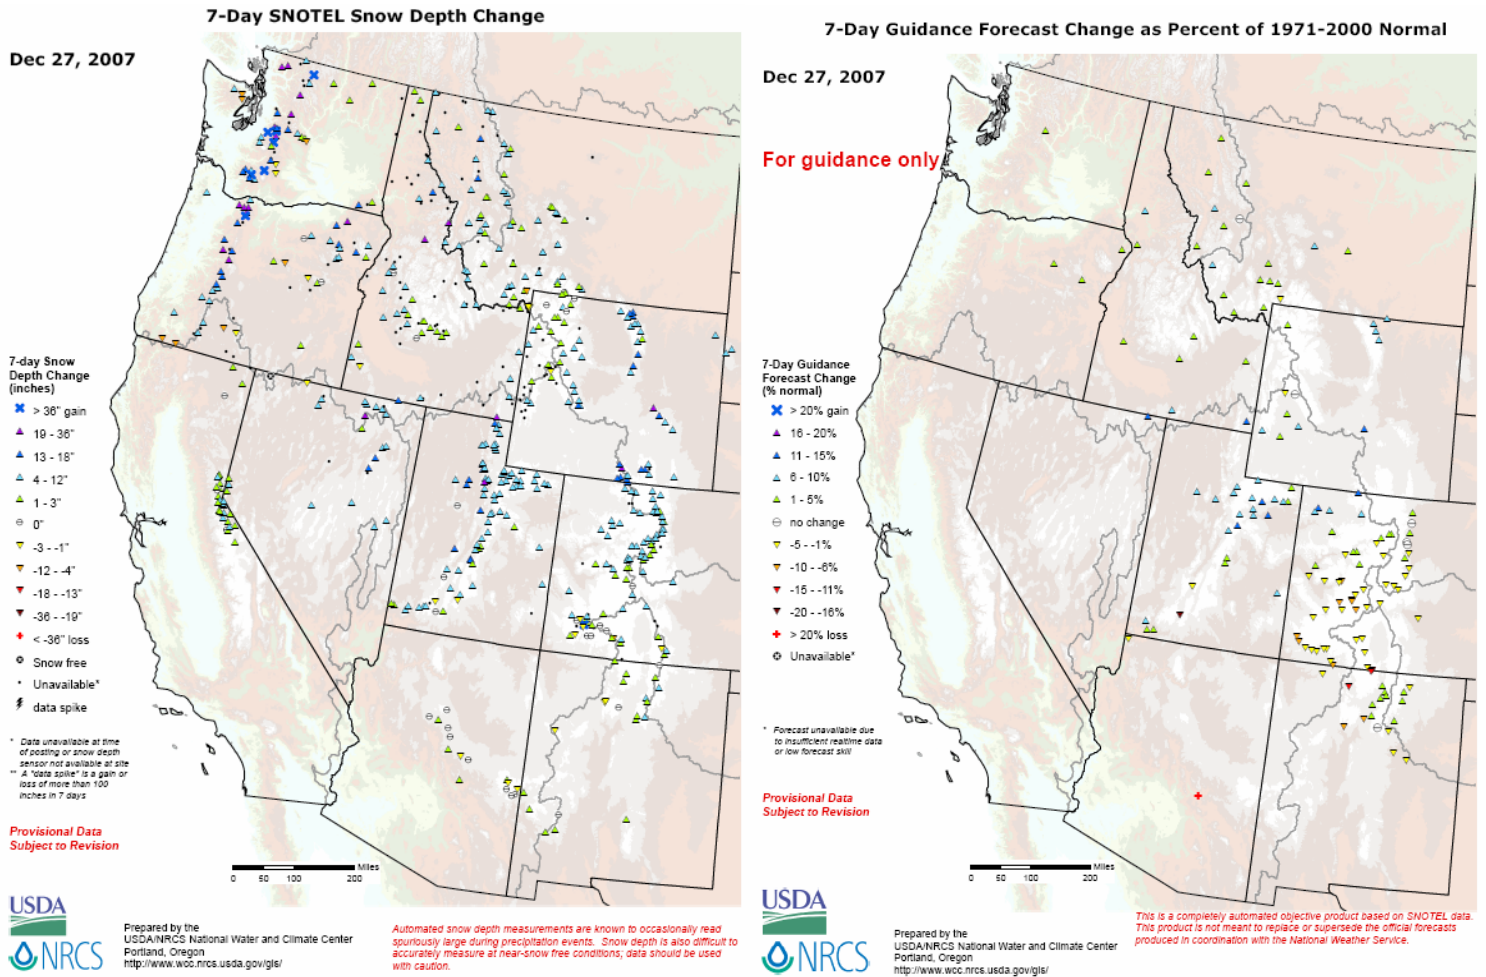 7-Day SNOTEL Snow Depth Change
Dec 27, 2007
7-day Snow
Depth Change
(inches)
> 36" gain
19 - 36"
13 - 18"
4 - 12"
1 - 3"
0"
-3 - -1"
-12 - -4"
-18 - -13"
-36 - -19"
< -36" loss
Snow free
Unavailable*
data spike
* Data unavailable at time
of posting or snow depth
sensor not available at site
** A "data spike" is a gain or
loss of more than 100
inches in 7 days
Provisional Data
Subject to Revision
Miles
0 50 100 200
USDA
NRCS
Prepared by the
USDA/NRCS National Water and Climate Center
Portland, Oregon
http://www.wcc.nrcs.usda.gov/gis/
Automated snow depth measurements are known to occasionally read
spuriously large during precipitation events. Snow depth is also difficult to
accurately measure at near-snow free conditions; data should be used
with caution.
7-Day Guidance Forecast Change as Percent of 1971-2000 Normal
Dec 27, 2007
For guidance only
7-Day Guidance
Forecast Change
(% normal)
> 20% gain
16 - 20%
11 - 15%
6 - 10%
1 - 5%
no change
-5 - -1%
-10 - -6%
-15 - -11%
-20 - -16%
> 20% loss
Unavailable*
* Forecast unavailable due
to insufficient realtime data
or low forecast skill
Provisional Data
Subject to Revision
Miles
0 50 100 200
USDA
NRCS
Prepared by the
USDA/NRCS National Water and Climate Center
Portland, Oregon
http://www.wcc.nrcs.usda.gov/gis/
This is a completely automated objective product based on SNOTEL data.
This product is not meant to replace or supersede the official forecasts
produced in coordination with the National Weather Service.